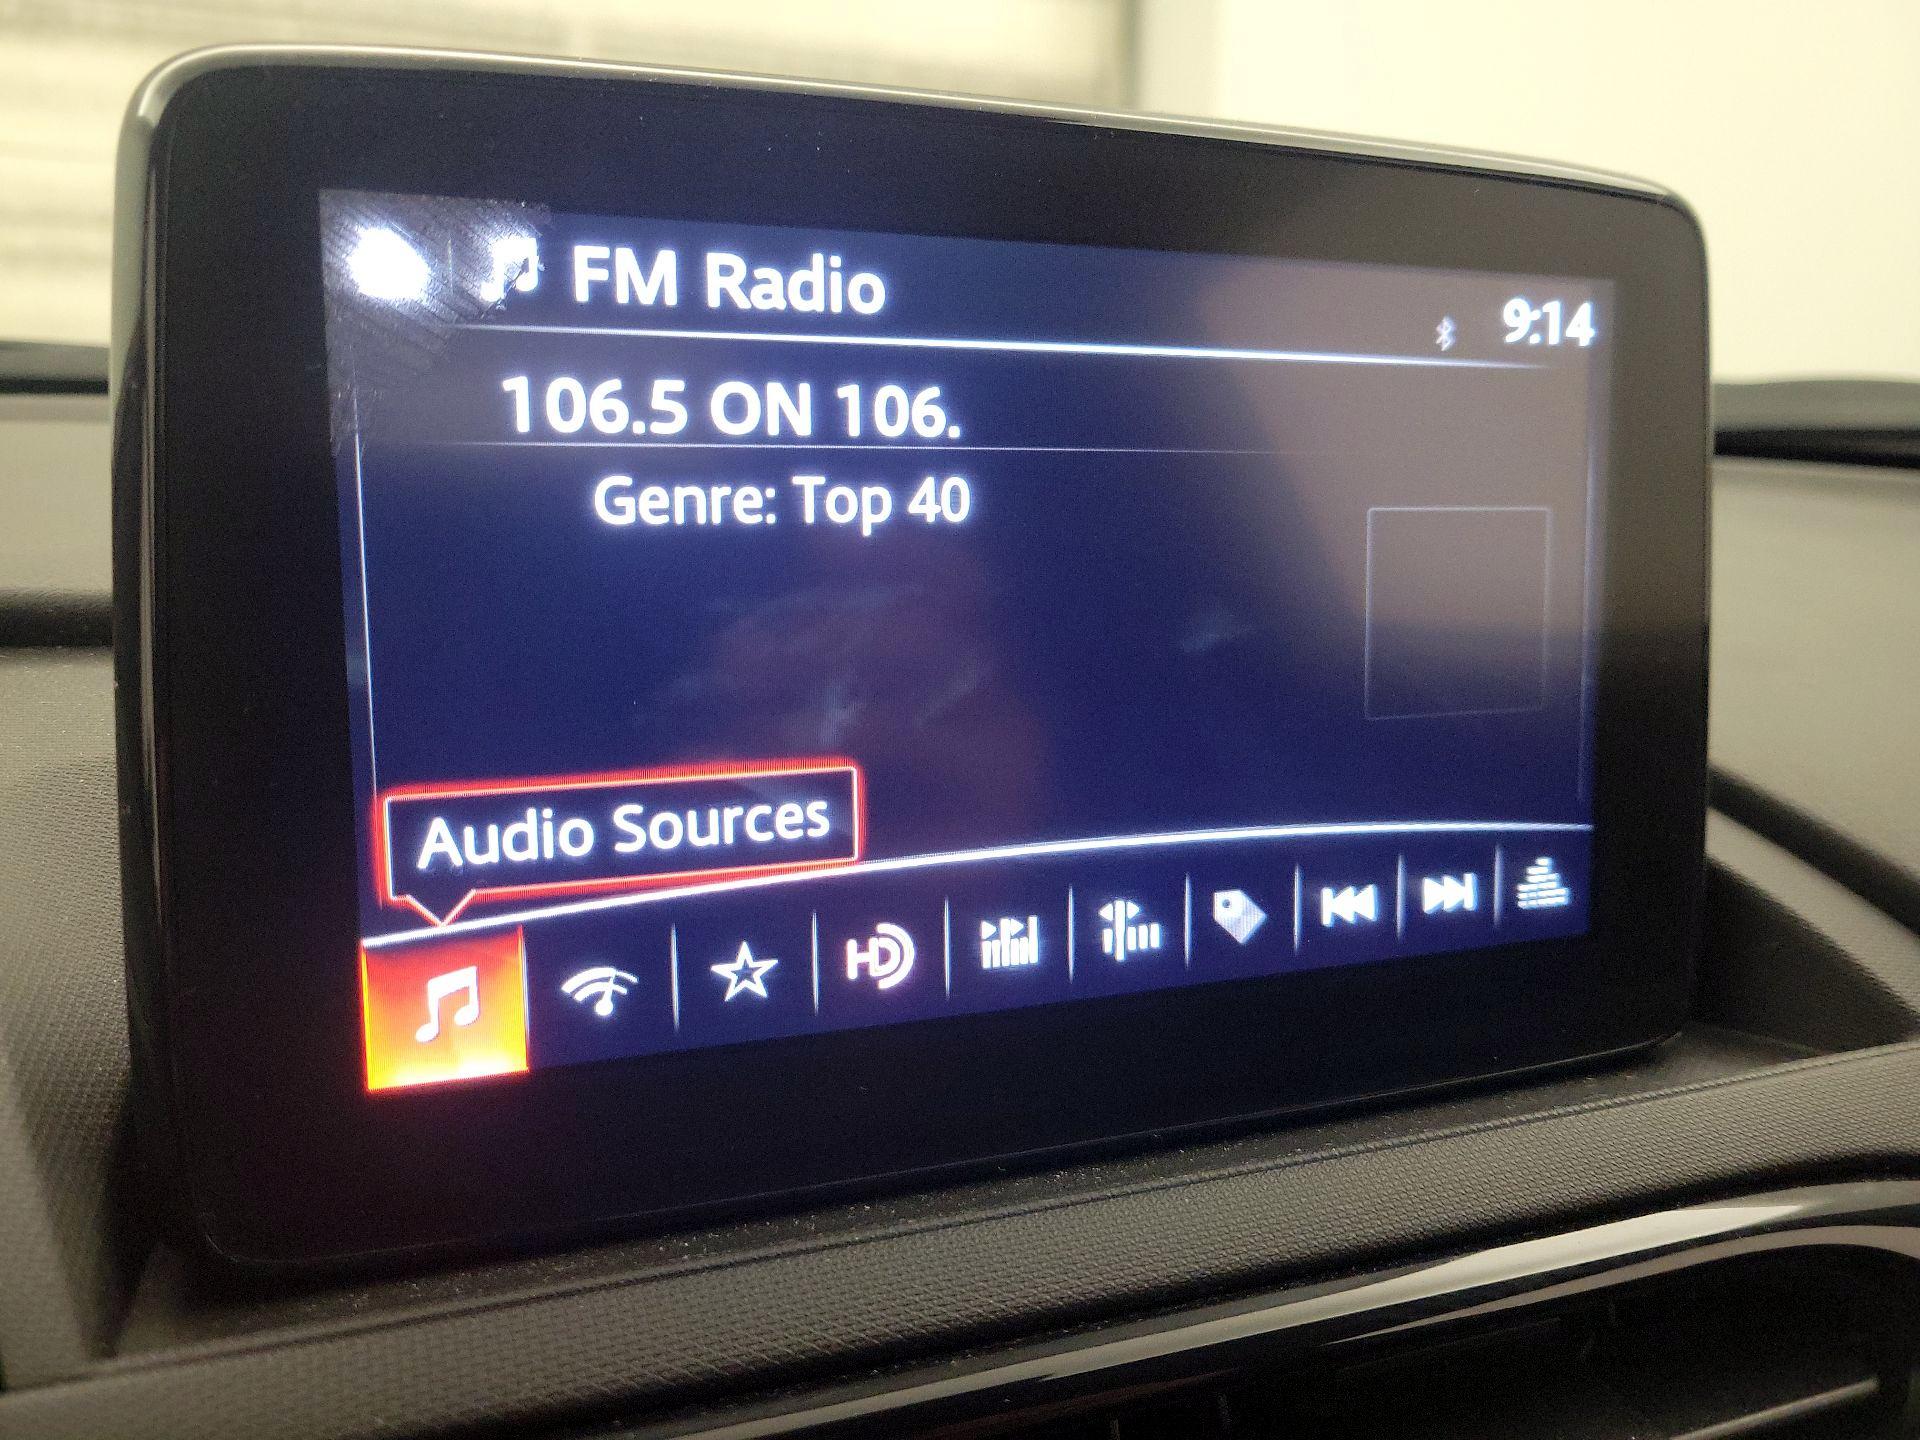 FM Radio
9:14
106.5 ON 106.
Genre: Top 40
Audio Sources
HD